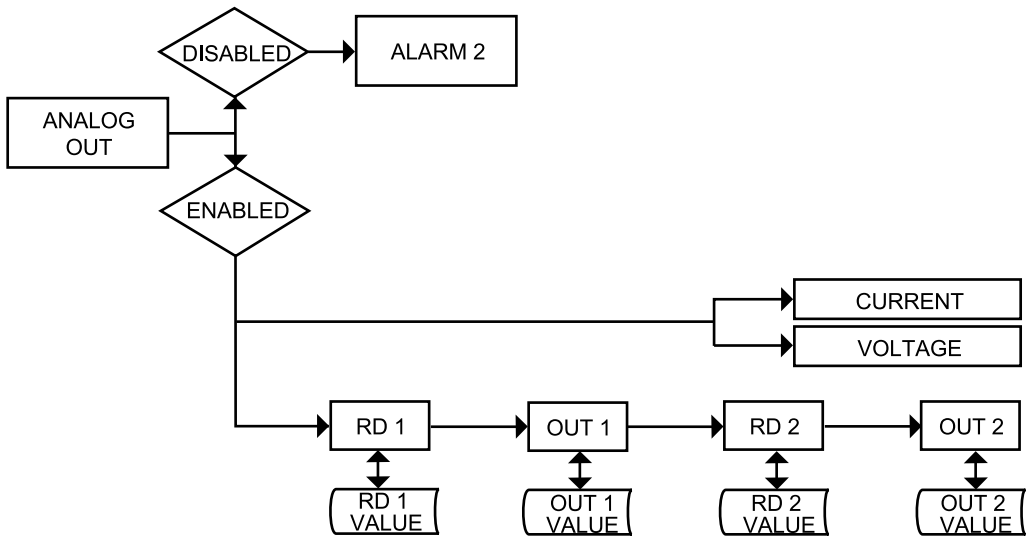 DISABLED
ALARM 2
ANALOG
OUT
ENABLED
CURRENT
VOLTAGE
RD 1
OUT 1
RD 2
OUT 2
RD 1
VALUE
OUT 1
VALUE
RD 2
VALUE
OUT 2
VALUE